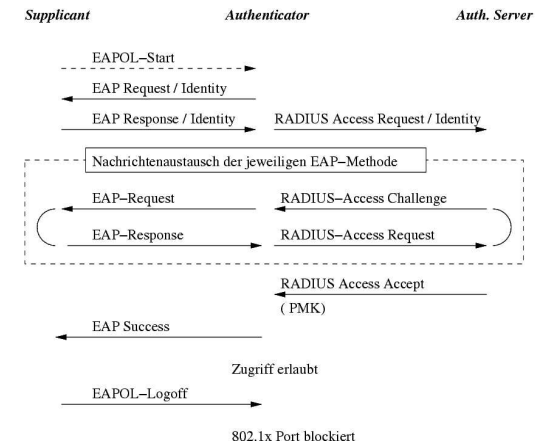 Supplicant Authenticator Auth. Server
EAPOL–Start
EAP Request / Identity
EAP Response / Identity RADIUS Access Request / Identity
Nachrichtenaustausch der jeweiligen EAP–Methode
EAP–Request RADIUS–Access Challenge
EAP–Response RADIUS–Access Request
RADIUS Access Accept
( PMK)
EAP Success
Zugriff erlaubt
EAPOL–Logoff
802.1x Port blockiert